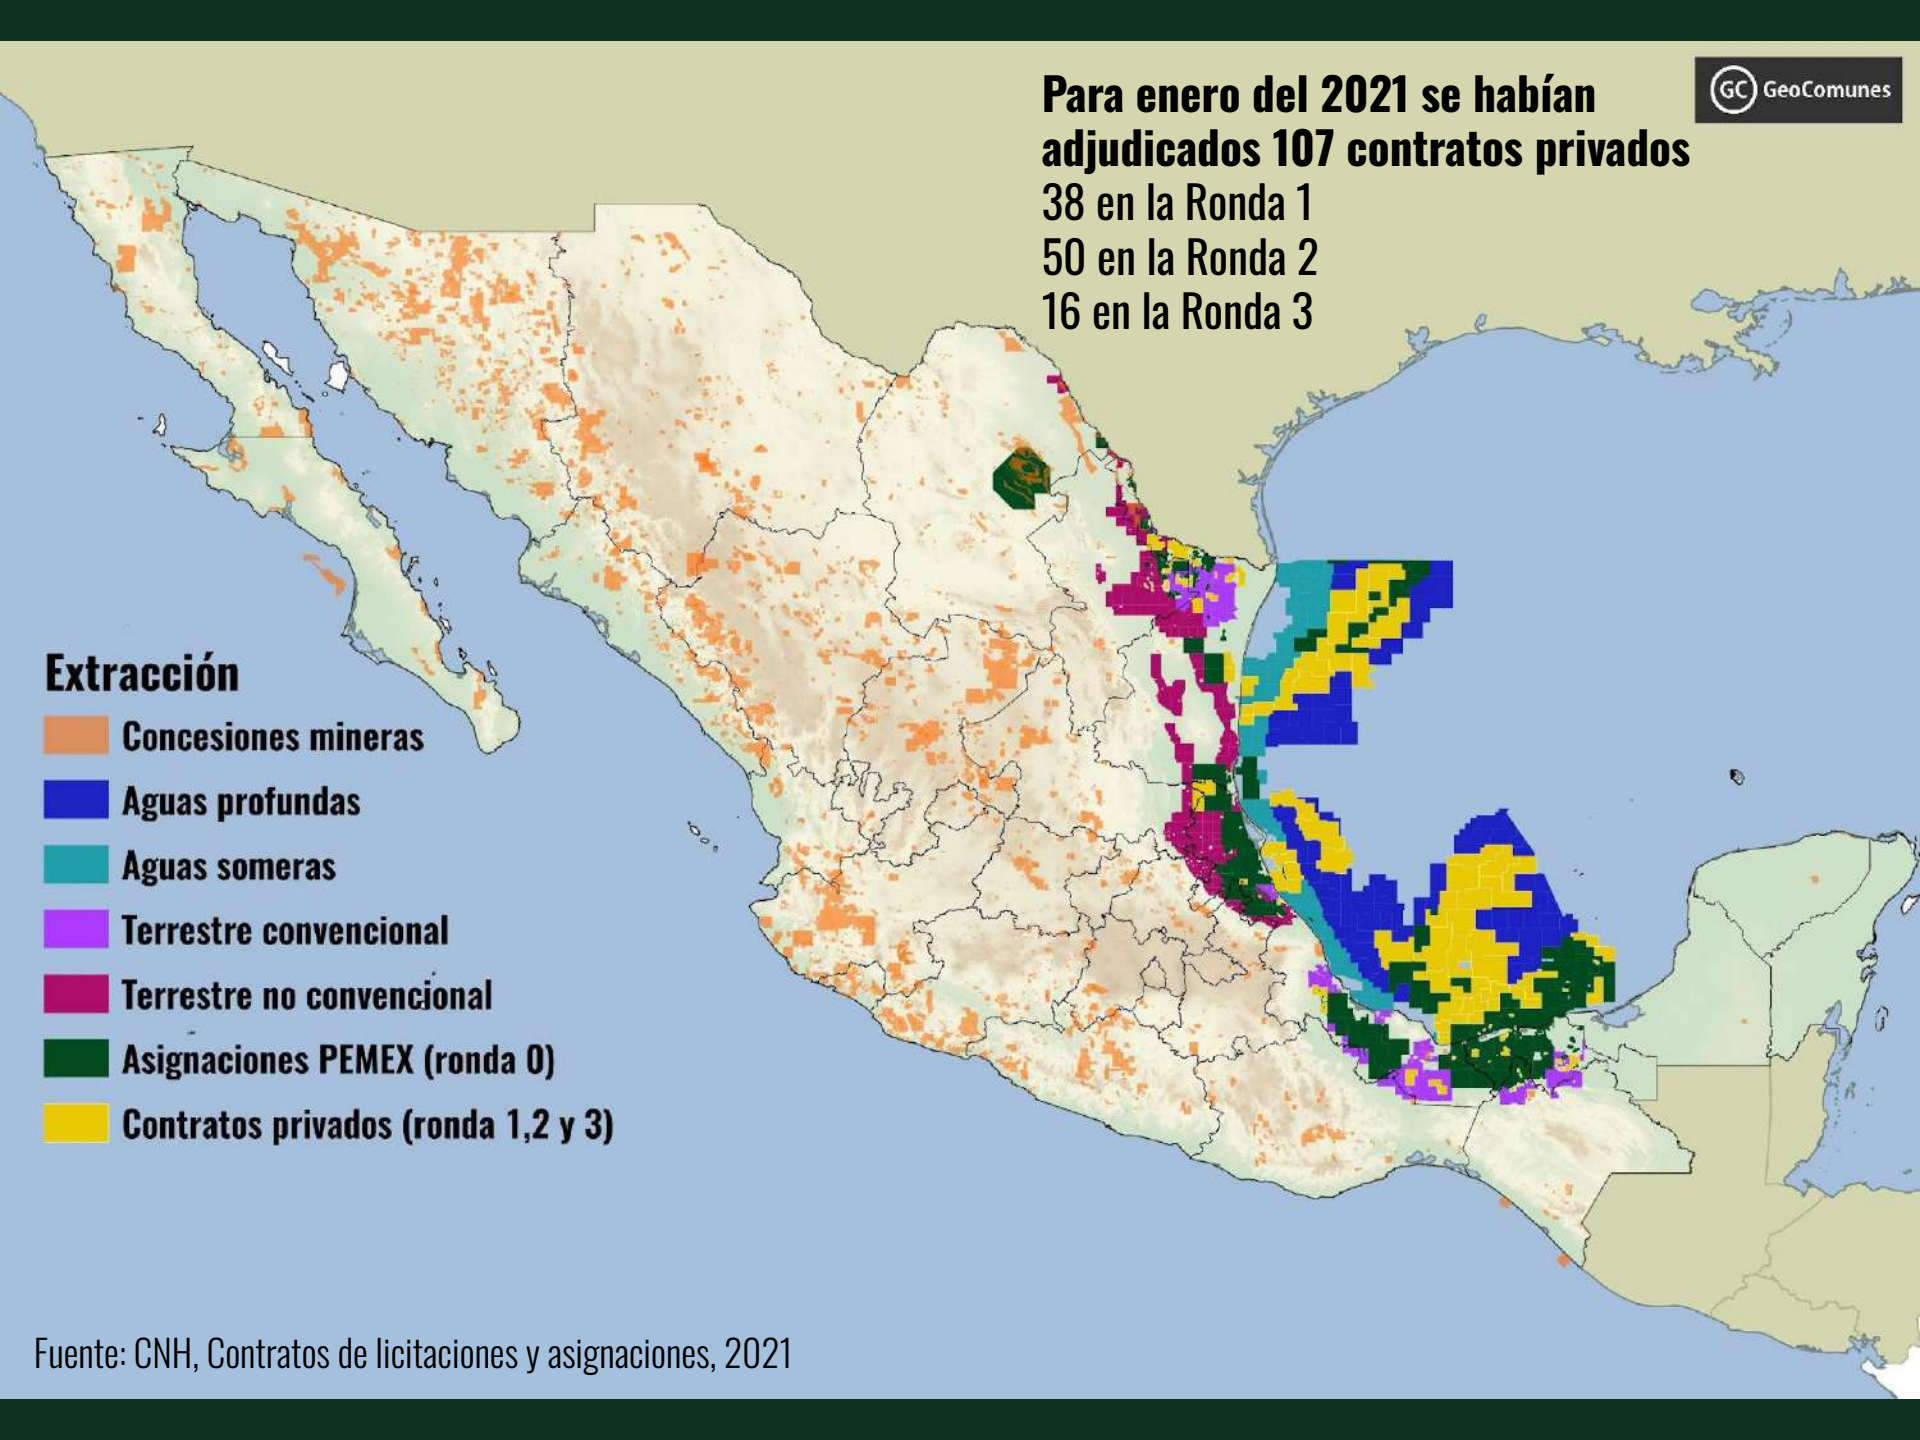 Para enero del 2021 se habían
adjudicados 107 contratos privados
38 en la Ronda 1
50 en la Ronda 2
16 en la Ronda 3
GC GeoComunes
Extracción
Concesiones mineras
Aguas profundas
Aguas someras
Terrestre convencional
Terrestre no convencional
Asignaciones PEMEX (ronda 0)
Contratos privados (ronda 1,2 y 3)
Fuente: CNH, Contratos de licitaciones y asignaciones, 2021